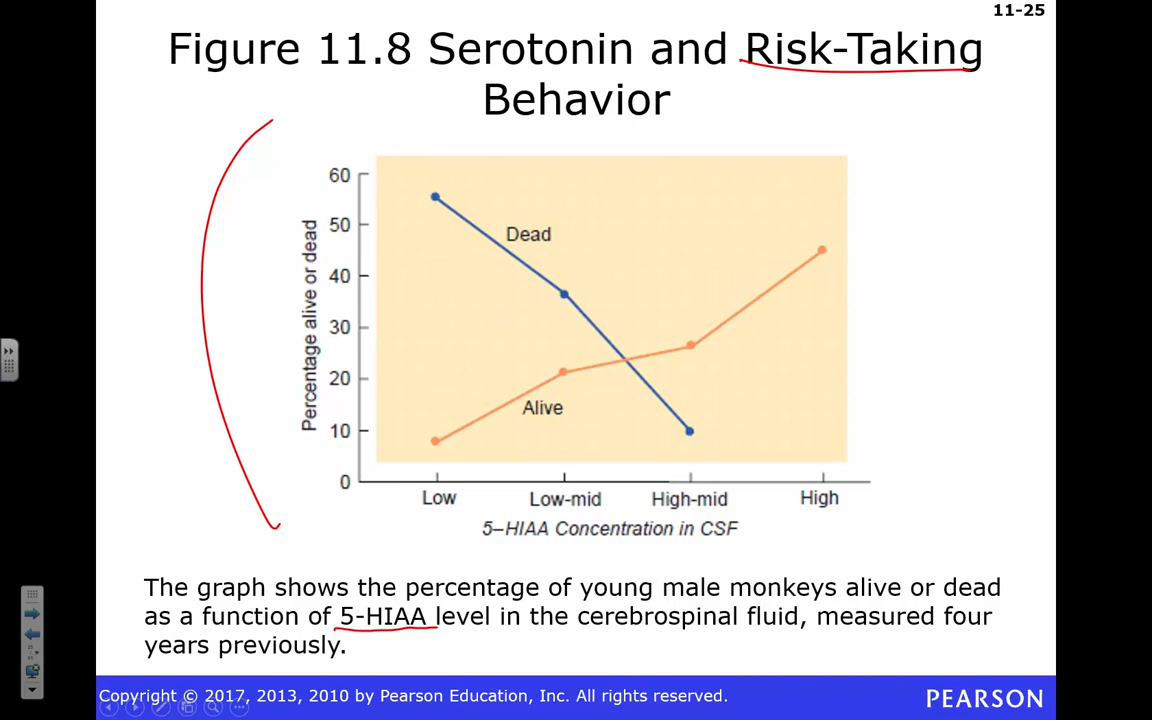 11-25
Figure 11.8 Serotonin and Risk-Taking
Behavior
Percentage alive or dead
60
50
40
30
20
10
0
Dead
Alive
Low
Low-mid
High-mid
High
5–HIAA Concentration in CSF
The graph shows the percentage of young male monkeys alive or dead
as a function of 5-HIAA level in the cerebrospinal fluid, measured four
years previously.
Copyright © 2017, 2013, 2010 by Pearson Education, Inc. All rights reserved.
PEARSON